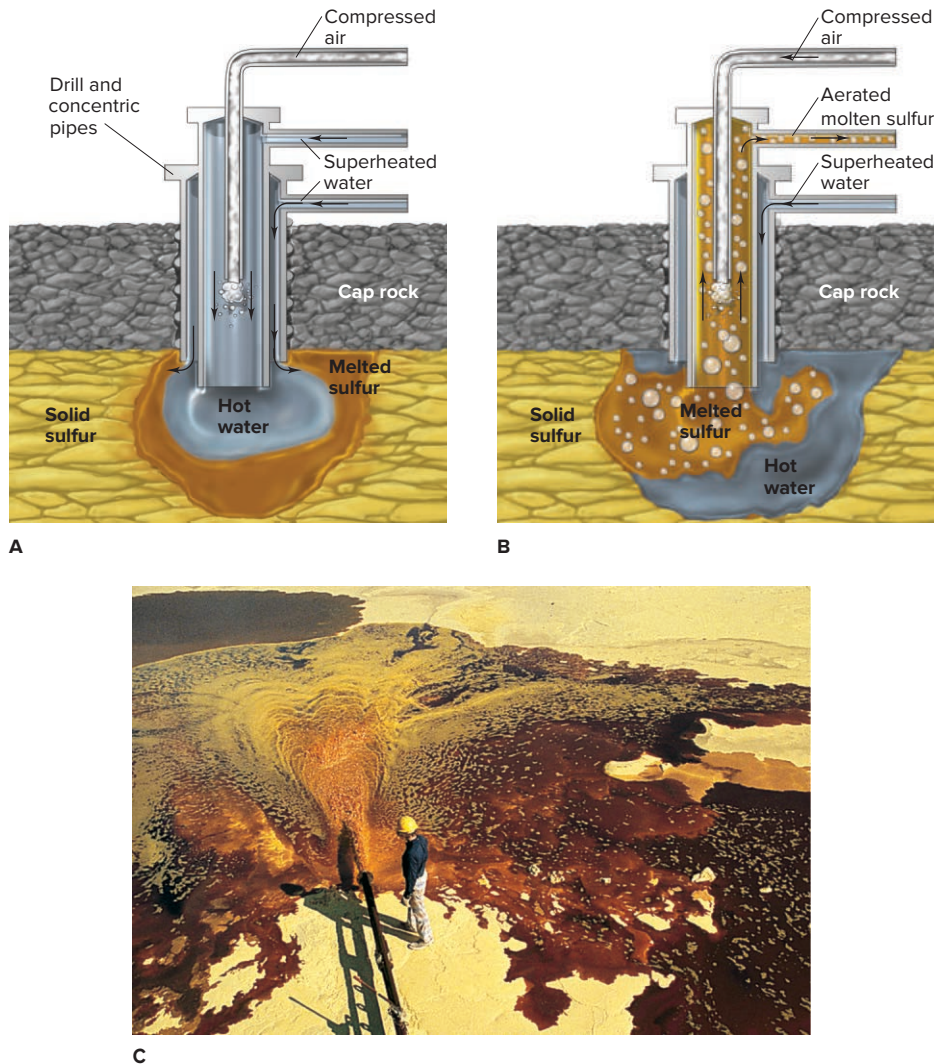 Compressed
air
Drill and
concentric
pipes
Superheated
water
Cap rock
Melted
sulfur
Solid
sulfur
Hot
water
A
Compressed
air
Aerated
molten sulfur
Superheated
water
Cap rock
Solid
sulfur
Melted
sulfur
Hot
water
B
C